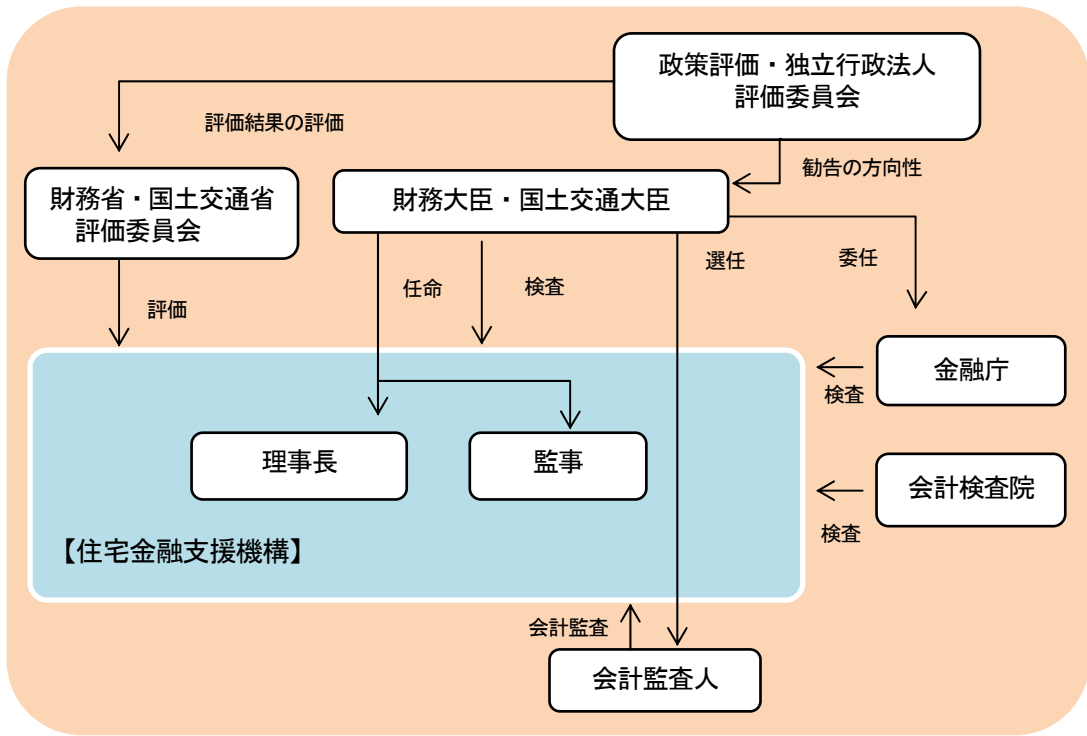 政策評価・独立行政法人
評価委員会
評価結果の評価
勧告の方向性
財務省・国土交通省
評価委員会
財務大臣・国土交通大臣
選任
委任
任命
検査
評価
金融庁
検査
理事長
監事
会計検査院
検査
【住宅金融支援機構】
会計監査
会計監査人